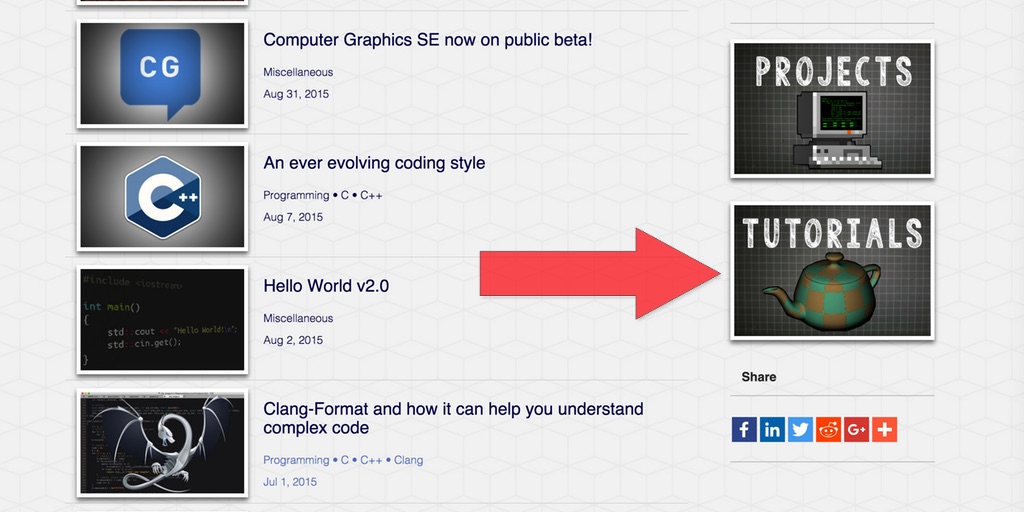 CG
Computer Graphics SE now on public beta!
Miscellaneous
Aug 31, 2015
C++
An ever evolving coding style
Programming • C • C++
Aug 7, 2015
#include <iostream>
int main()
{
std::cout << "Hello World!\n";
std::cin.get();
}
Hello World v2.0
Miscellaneous
Aug 2, 2015
Clang-Format and how it can help you understand
complex code
Programming • C • C++ • Clang
Jul 1, 2015
PROJECTS
TUTORIALS
Share
f in G+ +